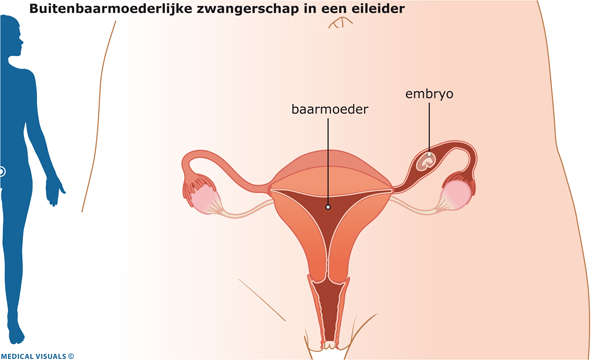 Buitenbaarmoederlijke zwangerschap in een eileider
embryo
baarmoeder
MEDICAL VISUALS ©